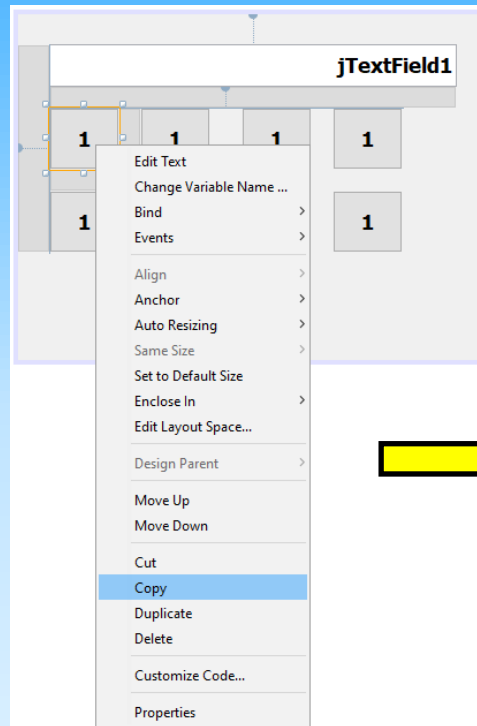 jTextField1
1 1 1 1
Edit Text
Change Variable Name ...
Bind
Events
Align
Anchor
Auto Resizing
Same Size
Set to Default Size
Enclose In
Edit Layout Space...
Design Parent
Move Up
Move Down
Cut
Copy
Duplicate
Delete
Customize Code...
Properties
1 1